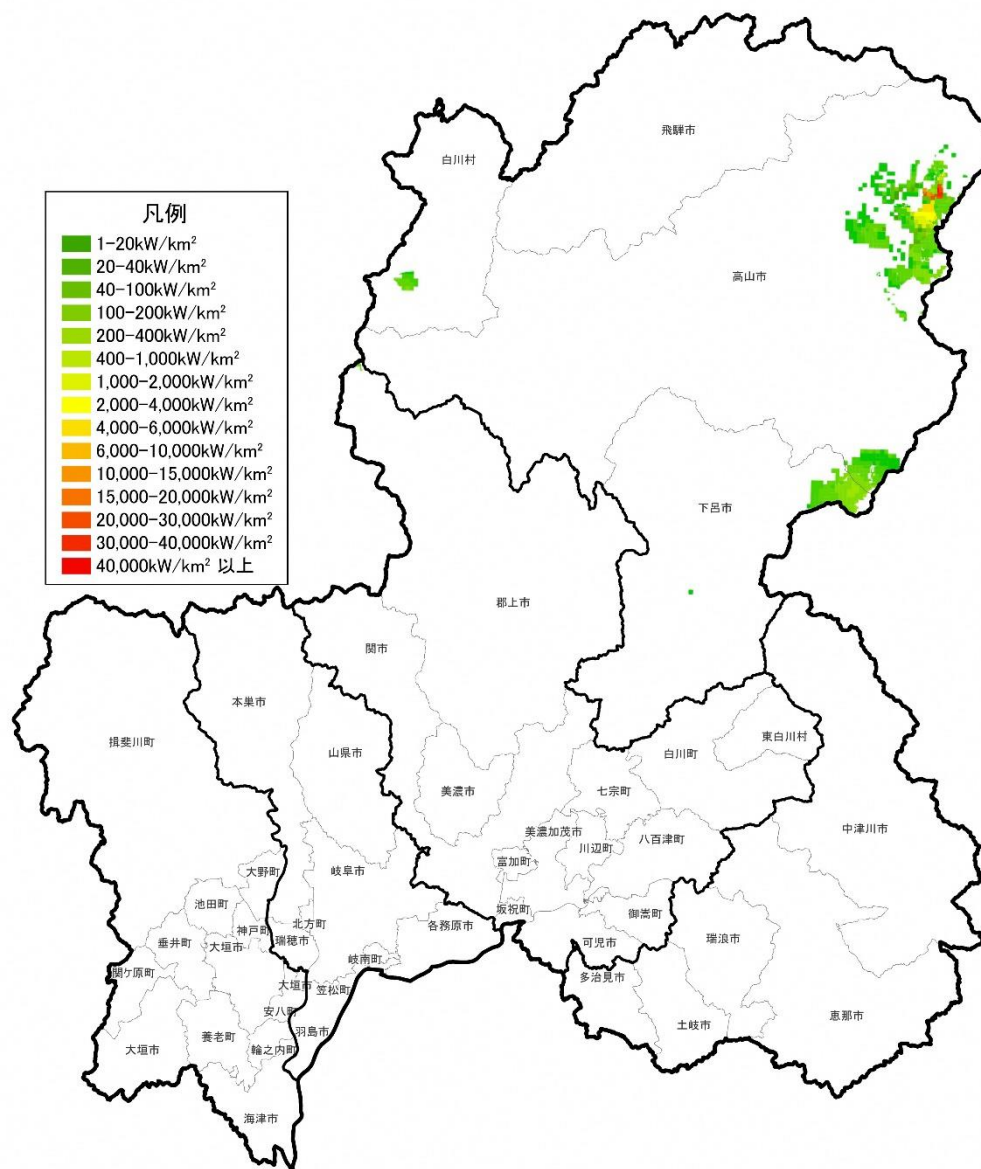 飛騨市
白川村
凡例
1-20kW/km²
20-40kW/km²
40-100kW/km²
100-200kW/km²
200-400kW/km²
400-1,000kW/km²
1,000-2,000kW/km²
2,000-4,000kW/km²
4,000-6,000kW/km²
6,000-10,000kW/km²
10,000-15,000kW/km²
15,000-20,000kW/km²
20,000-30,000kW/km²
30,000-40,000kW/km²
40,000kW/km² 以上
高山市
下呂市
郡上市
関市
本巣市
揖斐川町
山県市
東白川村
白川町
美濃市
七宗町
中津川市
美濃加茂市
川辺町
八百津町
富加町
大野町
岐阜市
池田町
坂祝町
御嵩町
北方町
神戸町
各務原市
垂井町
大垣市
瑞穂市
可児市
瑞浪市
岐南町
関ケ原町
多治見市
大垣市
笠松町
安八町
恵那市
土岐市
羽島市
養老町
大垣市
輪之内町
海津市